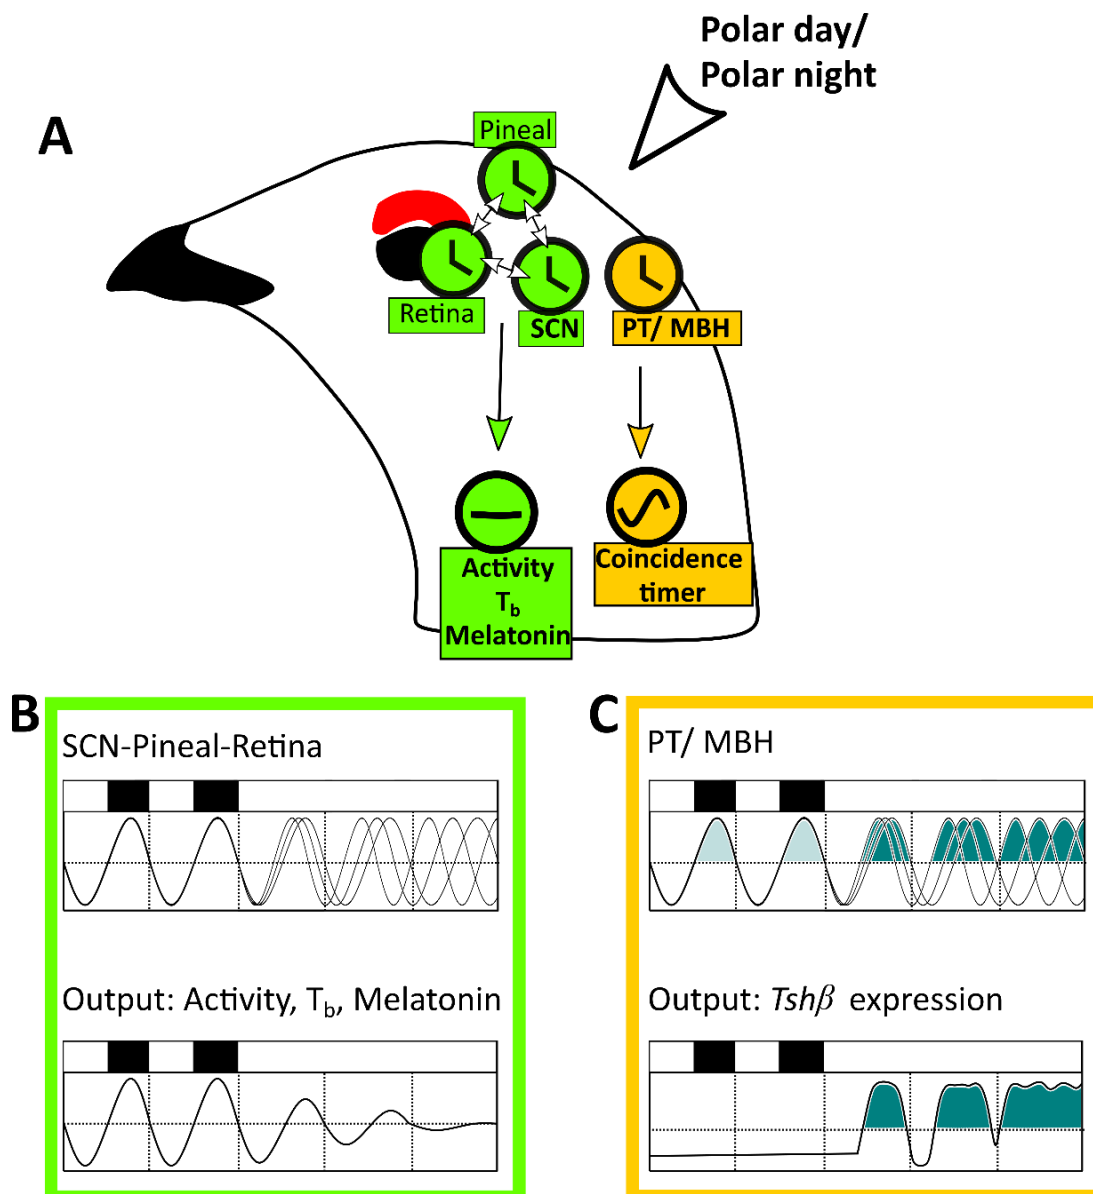 Polar day/
Polar night
A
Pineal
Retina
SCN
PT/ MBH
Activity
Tb
Melatonin
Coincidence
timer
B
SCN-Pineal-Retina
Output: Activity, Tb, Melatonin
C
PT/ MBH
Output: Tshβ expression